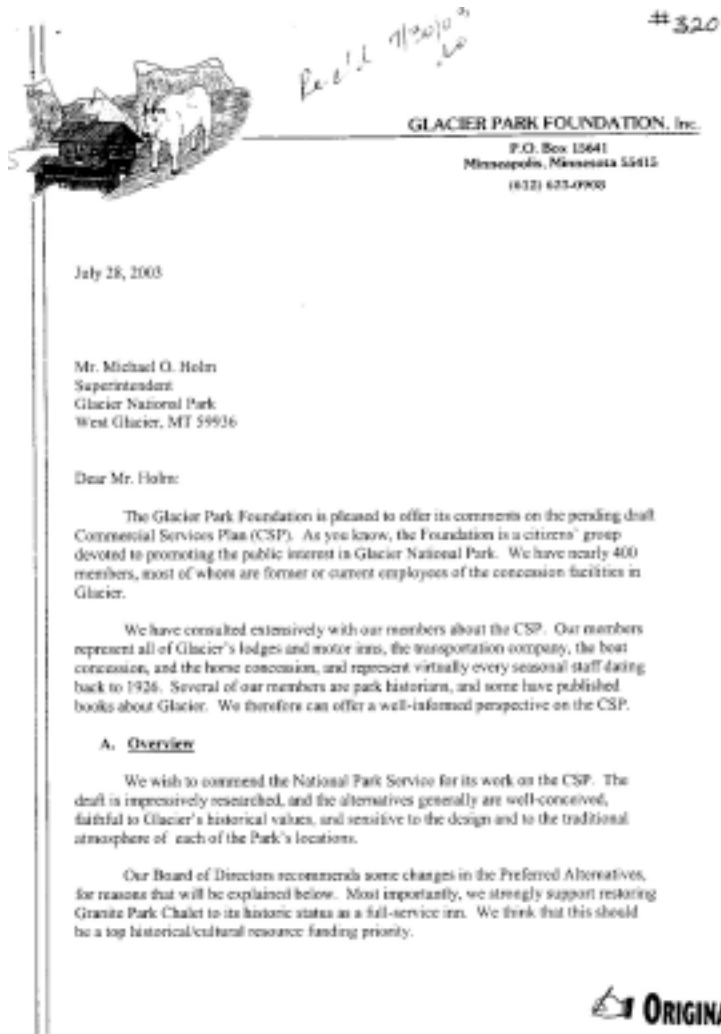 # 320
Rec'd 7/30/03
GLACIER PARK FOUNDATION, Inc.
P.O. Box 15641
Minneapolis, Minnesota 55415
(612) 623-0908
July 28, 2003
Mr. Michael O. Holm
Superintendent
Glacier National Park
West Glacier, MT 59936
Dear Mr. Holm:
The Glacier Park Foundation is pleased to offer its comments on the pending draft
Commercial Services Plan (CSP). As you know, the Foundation is a citizens' group
devoted to promoting the public interest in Glacier National Park. We have nearly 400
members, most of whom are former or current employees of the concession facilities in
Glacier.
We have consulted extensively with our members about the CSP. Our members
represent all of Glacier's lodges and motor inns, the transportation company, the boat
concession, and the horse concession, and represent virtually every seasonal staff dating
back to 1926. Several of our members are park historians, and some have published
books about Glacier. We therefore can offer a well-informed perspective on the CSP.
A. Overview
We wish to commend the National Park Service for its work on the CSP. The
draft is impressively researched, and the alternatives generally are well-conceived,
faithful to Glacier's historical values, and sensitive to the design and to the traditional
atmosphere of each of the Park's locations.
Our Board of Directors recommends some changes in the Preferred Alternatives,
for reasons that will be explained below. Most importantly, we strongly support restoring
Granite Park Chalet to its historic status as a full-service inn. We think that this should
be a top historical/cultural resource funding priority.
ORIGINA